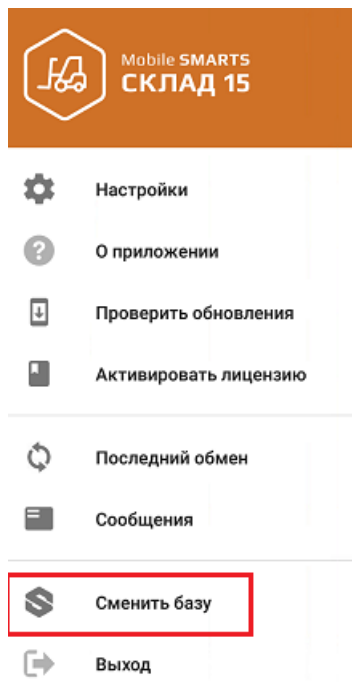 Mobile SMARTS
СКЛАД 15
Настройки
О приложении
Проверить обновления
Активировать лицензию
Последний обмен
Сообщения
Сменить базу
Выход